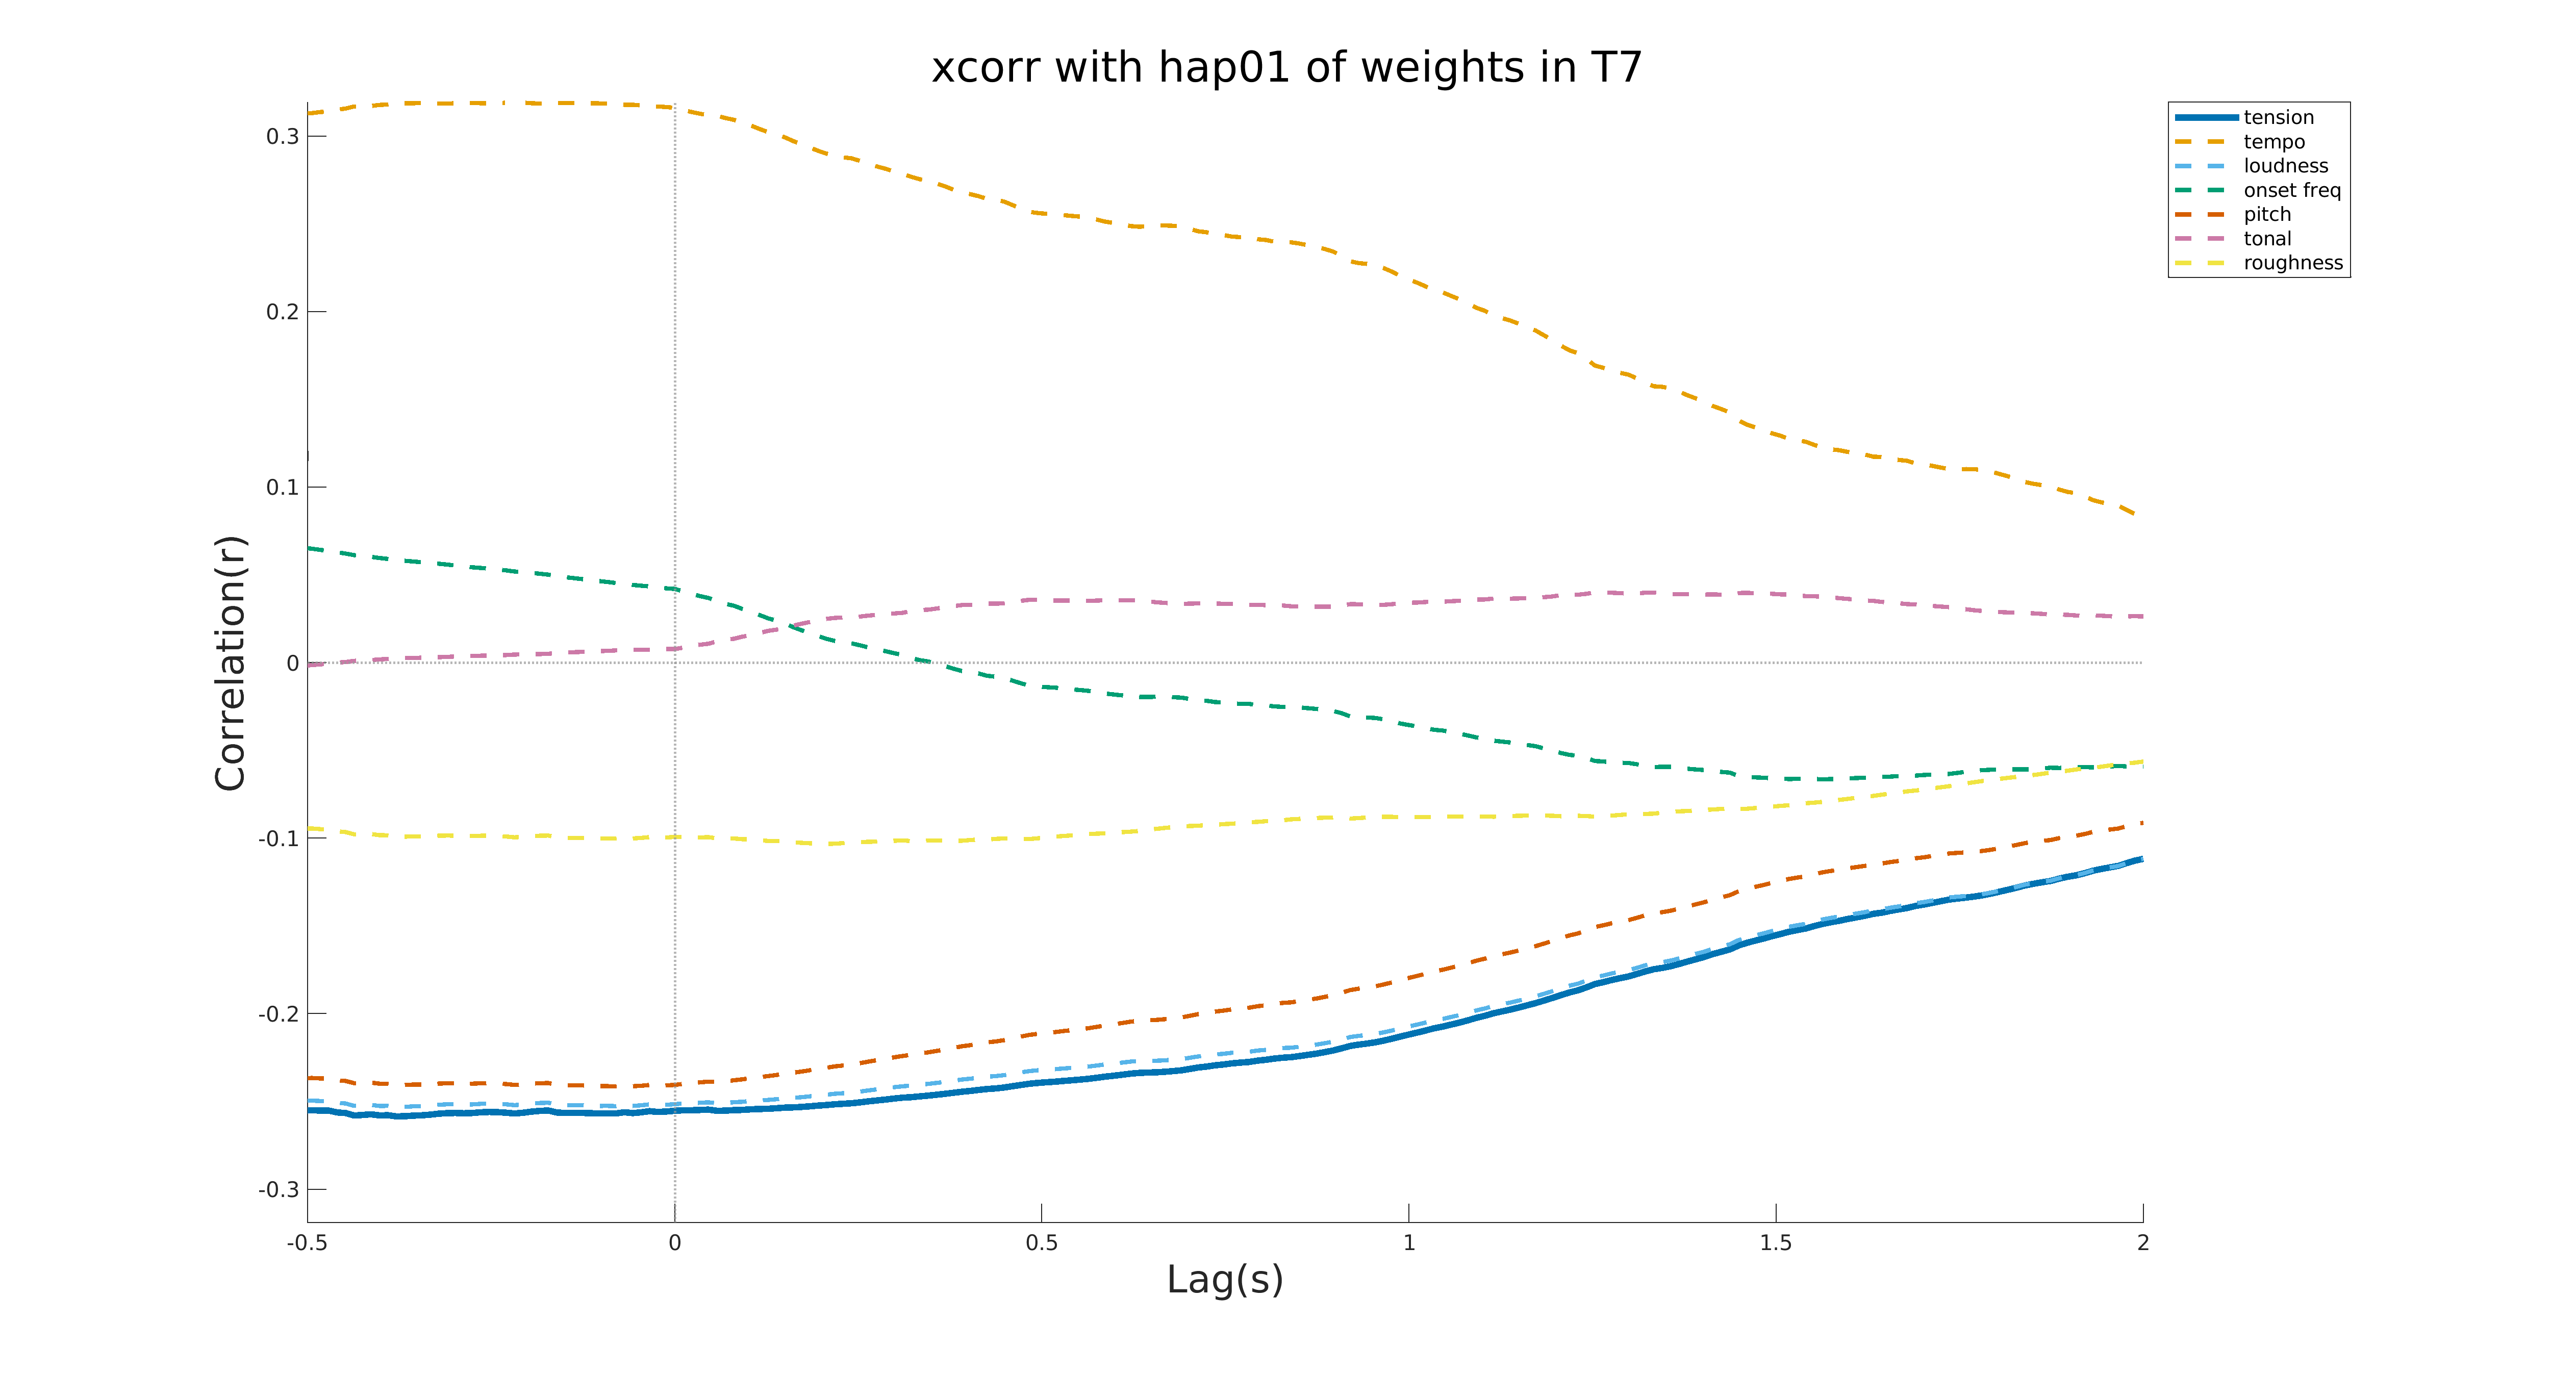 xcorr with hap01 of weights in T7
tension
tempo
loudness
onset freq
pitch
tonal
roughness
Correlation(r)
0.3
0.2
0.1
0
-0.1
-0.2
-0.3
-0.5 0 0.5 1 1.5 2
Lag(s)